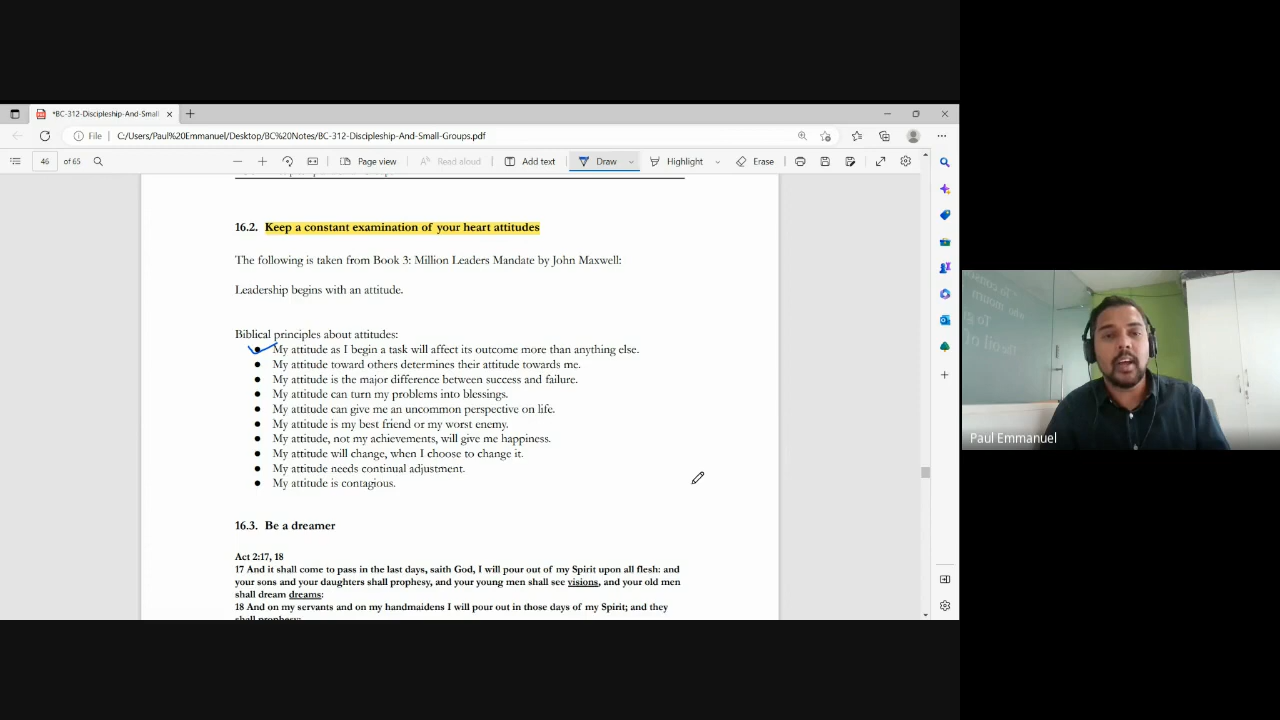 *BC-312-Discipleship-And-Small
File
C:/Users/Paul%20Emmanuel/Desktop/BC%20Notes/BC-312-Discipleship-And-Small-Groups.pdf
46 of 65
Page view
Read aloud
Add text
Draw
Highlight
Erase
16.2. Keep a constant examination of your heart attitudes
The following is taken from Book 3: Million Leaders Mandate by John Maxwell:
Leadership begins with an attitude.
Biblical principles about attitudes:
● My attitude as I begin a task will affect its outcome more than anything else.
● My attitude toward others determines their attitude towards me.
● My attitude is the major difference between success and failure.
● My attitude can turn my problems into blessings.
● My attitude can give me an uncommon perspective on life.
● My attitude is my best friend or my worst enemy.
● My attitude, not my achievements, will give me happiness.
● My attitude will change, when I choose to change it.
● My attitude needs continual adjustment.
● My attitude is contagious.
16.3. Be a dreamer
Act 2:17, 18
17 And it shall come to pass in the last days, saith God, I will pour out of my Spirit upon all flesh: and
your sons and your daughters shall prophesy, and your young men shall see visions, and your old men
shall dream dreams:
18 And on my servants and on my handmaidens I will pour out in those days of my Spirit; and they
shall prophesy:
Paul Emmanuel